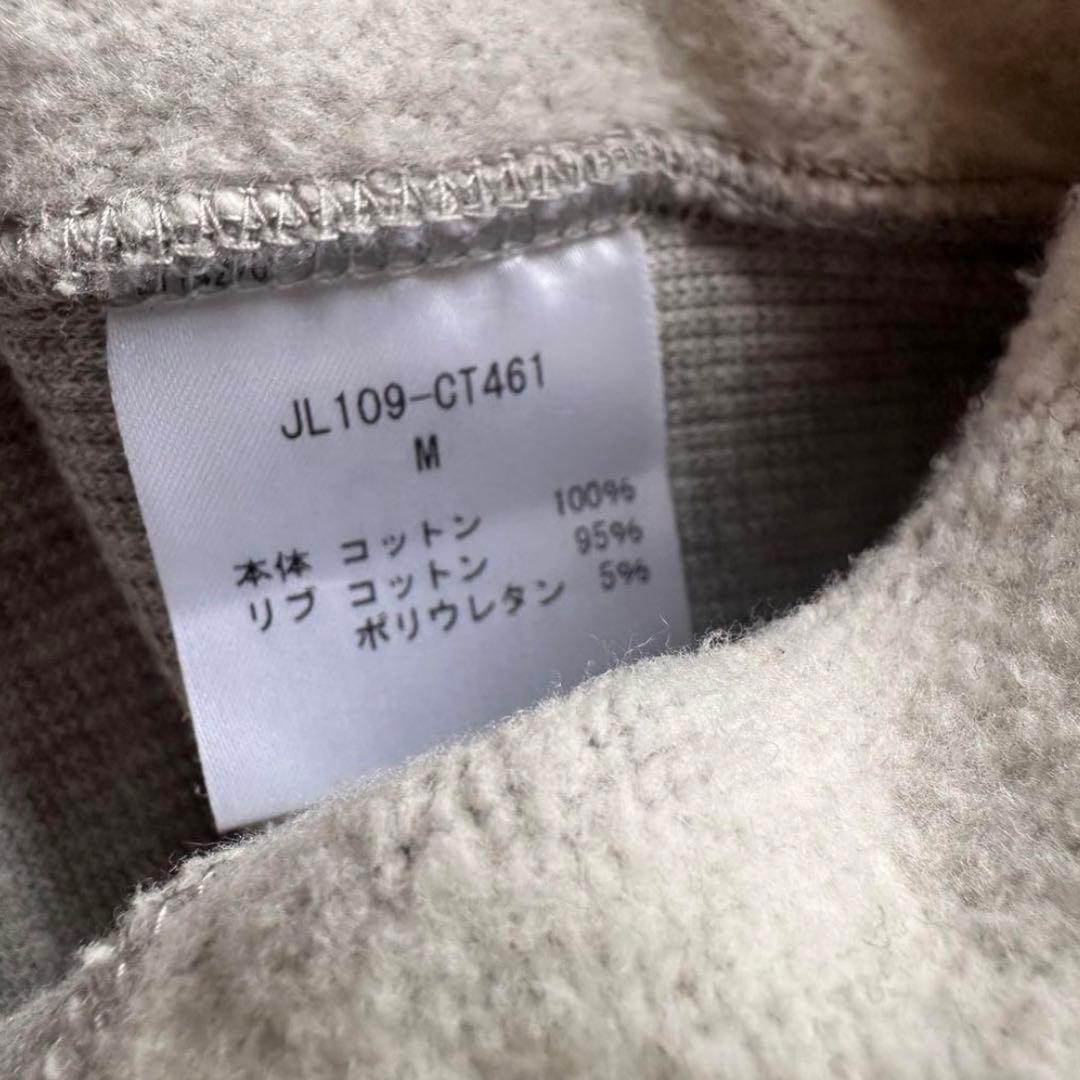 JL109-CT461
M
本体 コットン 100%
リブ コットン 95%
ポリウレタン 5%